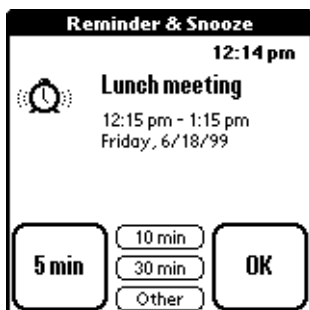 Reminder & Snooze
12:14 pm
Lunch meeting
12:15 pm - 1:15 pm
Friday, 6/18/99
5 min
10 min
30 min
Other
OK